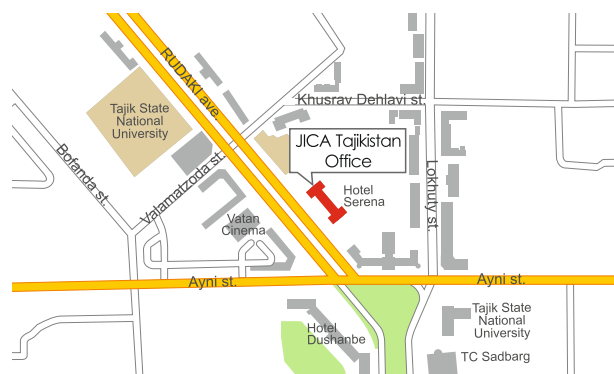 RUDAKI ave.
Tajik State
National
University
Khusrav Dehlavi st.
JICA Tajikistan
Office
Bofanda st.
Valamatzoda st.
Hotel
Serena
Lokhuty st.
Vatan
Cinema
Ayni st.
Ayni st.
Tajik State
National
University
Hotel
Dushanbe
TC Sadbarg